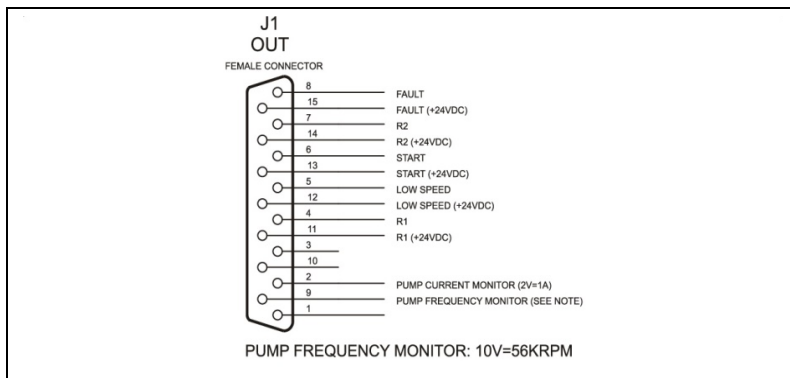 J1
OUT
FEMALE CONNECTOR
8 FAULT
15 FAULT (+24VDC)
7 R2
14 R2 (+24VDC)
6 START
13 START (+24VDC)
5 LOW SPEED
12 LOW SPEED (+24VDC)
4 R1
11 R1 (+24VDC)
3
10
2 PUMP CURRENT MONITOR (2V=1A)
9 PUMP FREQUENCY MONITOR (SEE NOTE)
1
PUMP FREQUENCY MONITOR: 10V=56KRPM